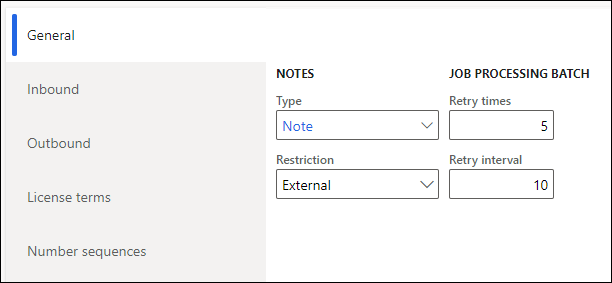 General
Inbound
Outbound
License terms
Number sequences
NOTES
Type
Note
Restriction
External
JOB PROCESSING BATCH
Retry times
5
Retry interval
10